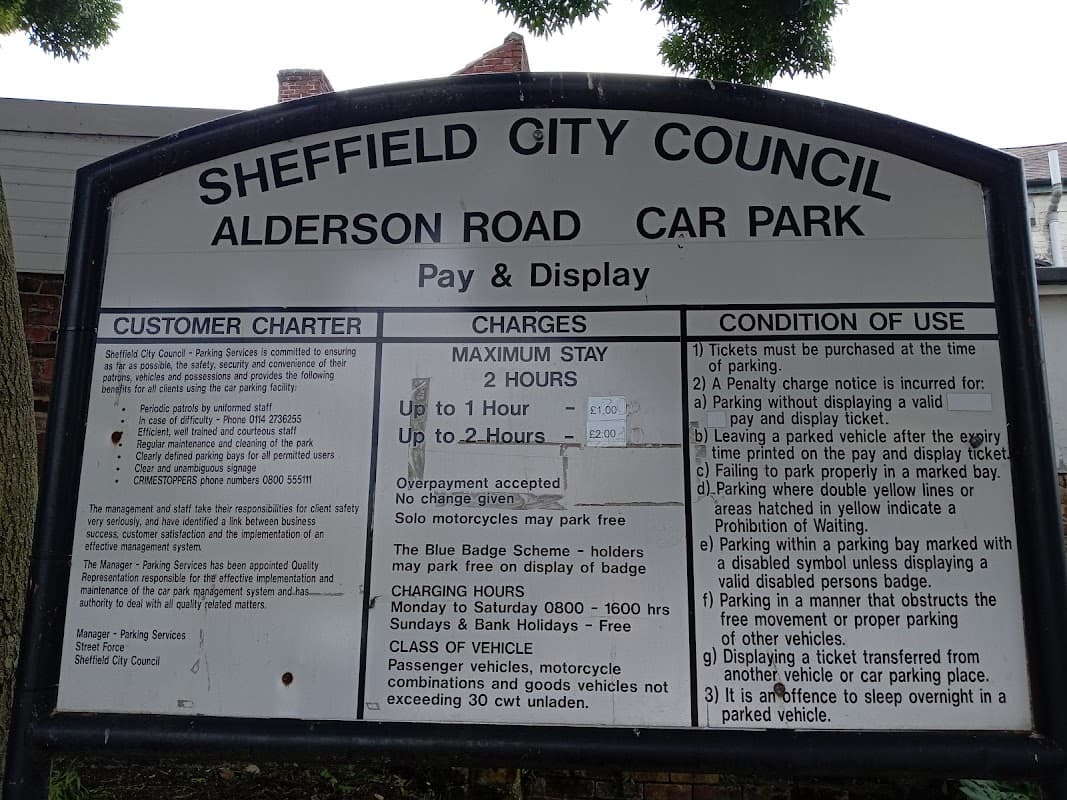 SHEFFIELD CITY COUNCIL
ALDERSON ROAD CAR PARK
Pay & Display
CUSTOMER CHARTER
Sheffield City Council - Parking Services is committed to ensuring
as far as possible, the safety, security and convenience of their
patrons, vehicles and possessions and provides the following
benefits for all clients using the car parking facility:
• Periodic patrols by uniformed staff
• In case of difficulty - Phone 0114 2736255
• Efficient, well trained and courteous staff
• Regular maintenance and cleaning of the park
• Clearly defined parking bays for all permitted users
• Clear and unambiguous signage
• CRIMESTOPPERS phone numbers 0800 555111
The management and staff take their responsibilities for client safety
very seriously, and have identified a link between business
success, customer satisfaction and the implementation of an
effective management system.
The Manager - Parking Services has been appointed Quality
Representation responsible for the effective implementation and
maintenance of the car park management system and has
authority to deal with all quality related matters.
Manager - Parking Services
Street Force
Sheffield City Council
CHARGES
MAXIMUM STAY
2 HOURS
Up to 1 Hour - £1.00
Up to 2 Hours - £2.00
Overpayment accepted
No change given
Solo motorcycles may park free
The Blue Badge Scheme - holders
may park free on display of badge
CHARGING HOURS
Monday to Saturday 0800 - 1600 hrs
Sundays & Bank Holidays - Free
CLASS OF VEHICLE
Passenger vehicles, motorcycle
combinations and goods vehicles not
exceeding 30 cwt unladen.
CONDITION OF USE
1) Tickets must be purchased at the time
of parking.
2) A Penalty charge notice is incurred for:
a) Parking without displaying a valid
pay and display ticket.
b) Leaving a parked vehicle after the expiry
time printed on the pay and display ticket.
c) Failing to park properly in a marked bay.
d) Parking where double yellow lines or
areas hatched in yellow indicate a
Prohibition of Waiting.
e) Parking within a parking bay marked with
a disabled symbol unless displaying a
valid disabled persons badge.
f) Parking in a manner that obstructs the
free movement or proper parking
of other vehicles.
g) Displaying a ticket transferred from
another vehicle or car parking place.
3) It is an offence to sleep overnight in a
parked vehicle.